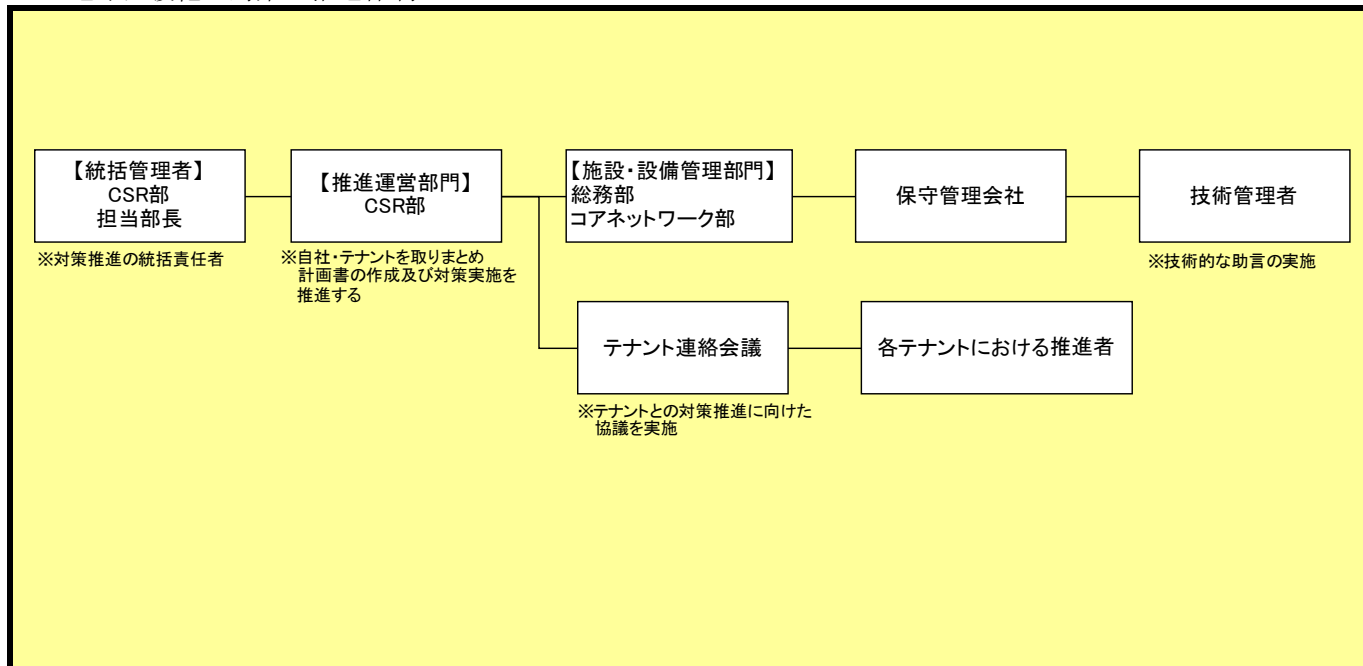 【統括管理者】
CSR部
担当部長
※対策推進の統括責任者
【推進運営部門】
CSR部
※自社・テナントを取りまとめ
計画書の作成及び対策実施を
推進する
【施設・設備管理部門】
総務部
コアネットワーク部
保守管理会社
技術管理者
※技術的な助言の実施
テナント連絡会議
※テナントとの対策推進に向けた
協議を実施
各テナントにおける推進者